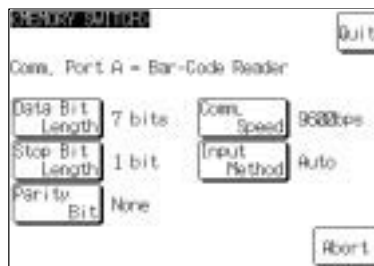 <MEMORY SWITCH>
Quit
Comm. Port A = Bar-Code Reader
Data Bit Length 7 bits
Comm. Speed 9600bps
Stop Bit Length 1 bit
Input Method Auto
Parity Bit None
Abort